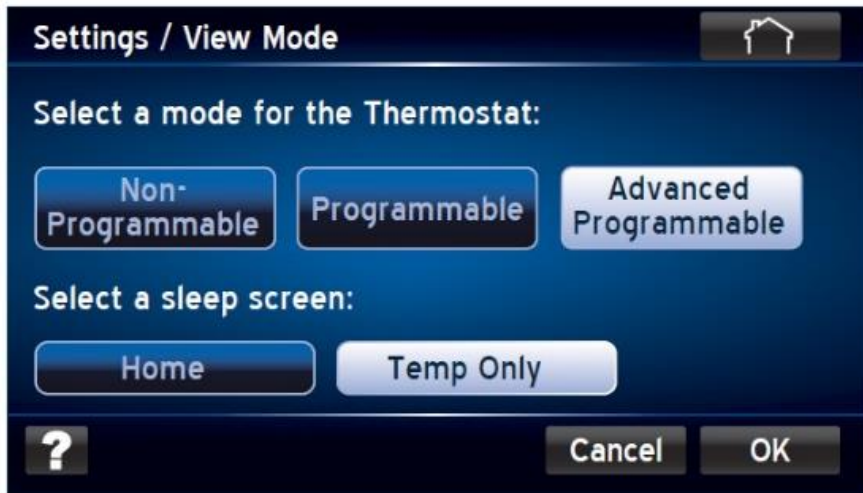 Settings / View Mode
Select a mode for the Thermostat:
Non-
Programmable
Programmable
Advanced
Programmable
Select a sleep screen:
Home
Temp Only
?
Cancel
OK